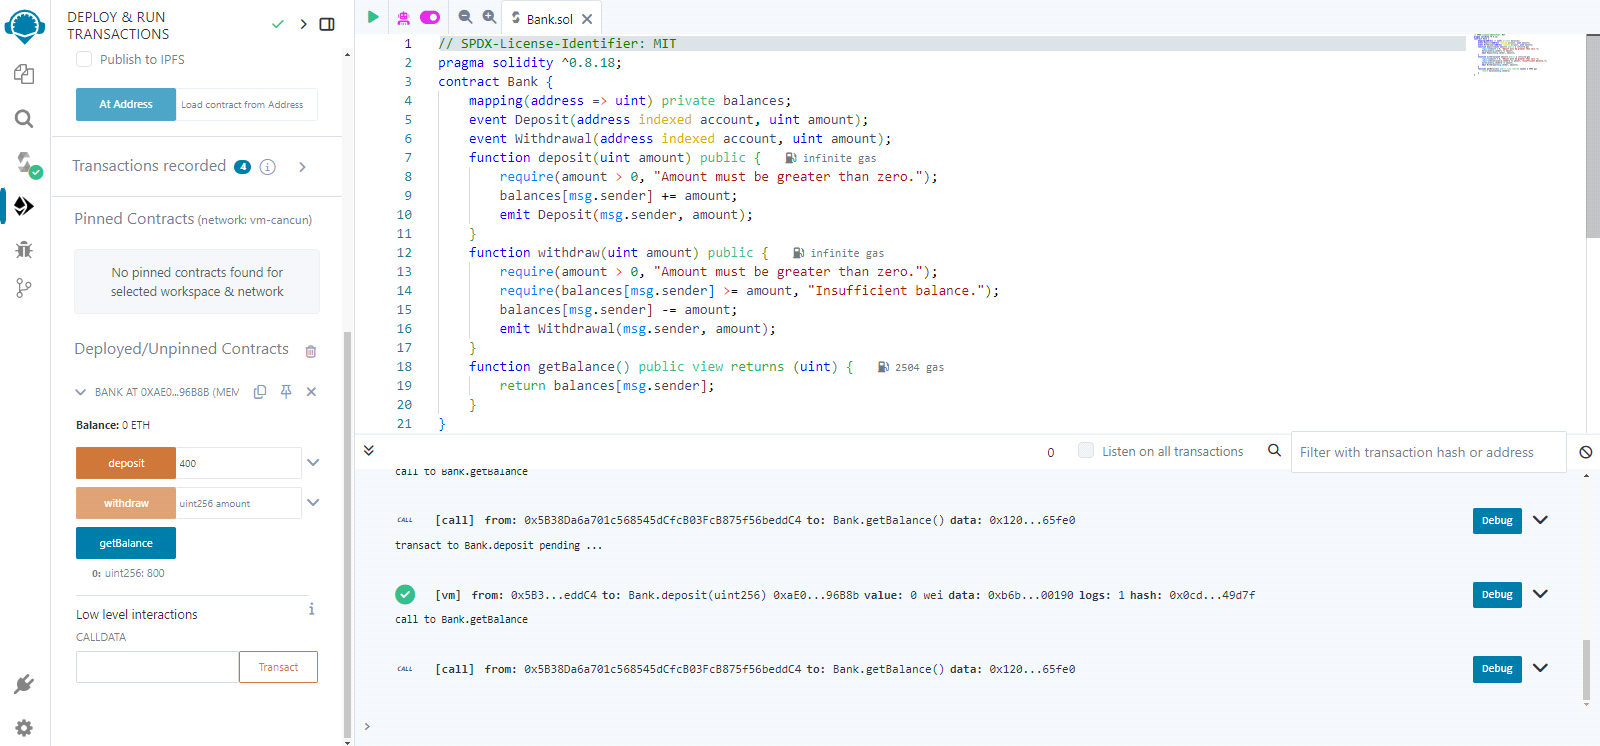 DEPLOY & RUN
TRANSACTIONS
Publish to IPFS
At Address
Load contract from Address
Transactions recorded 4 i
Pinned Contracts (network: vm-cancun)
No pinned contracts found for
selected workspace & network
Deployed/Unpinned Contracts
BANK AT 0XAE0...96B8B (MEM
Balance: 0 ETH
deposit 400
withdraw uint256 amount
getBalance
0: uint256: 800
Low level interactions i
CALLDATA
Transact
Bank.sol
1 // SPDX-License-Identifier: MIT
2 pragma solidity ^0.8.18;
3 contract Bank {
4 mapping(address => uint) private balances;
5 event Deposit(address indexed account, uint amount);
6 event Withdrawal(address indexed account, uint amount);
7 function deposit(uint amount) public { infinite gas
8 require(amount > 0, "Amount must be greater than zero.");
9 balances[msg.sender] += amount;
10 emit Deposit(msg.sender, amount);
11 }
12 function withdraw(uint amount) public { infinite gas
13 require(amount > 0, "Amount must be greater than zero.");
14 require(balances[msg.sender] >= amount, "Insufficient balance.");
15 balances[msg.sender] -= amount;
16 emit Withdrawal(msg.sender, amount);
17 }
18 function getBalance() public view returns (uint) { 2504 gas
19 return balances[msg.sender];
20 }
21 }
0 Listen on all transactions Filter with transaction hash or address
call to Bank.getBalance
CALL [call] from: 0x5B38Da6a701c568545dCfcB03FcB875f56beddC4 to: Bank.getBalance() data: 0x120...65fe0 Debug
transact to Bank.deposit pending ...
[vm] from: 0x5B3...eddC4 to: Bank.deposit(uint256) 0xaE0...96B8b value: 0 wei data: 0xb6b...00190 logs: 1 hash: 0x0cd...49d7f Debug
call to Bank.getBalance
CALL [call] from: 0x5B38Da6a701c568545dCfcB03FcB875f56beddC4 to: Bank.getBalance() data: 0x120...65fe0 Debug
>